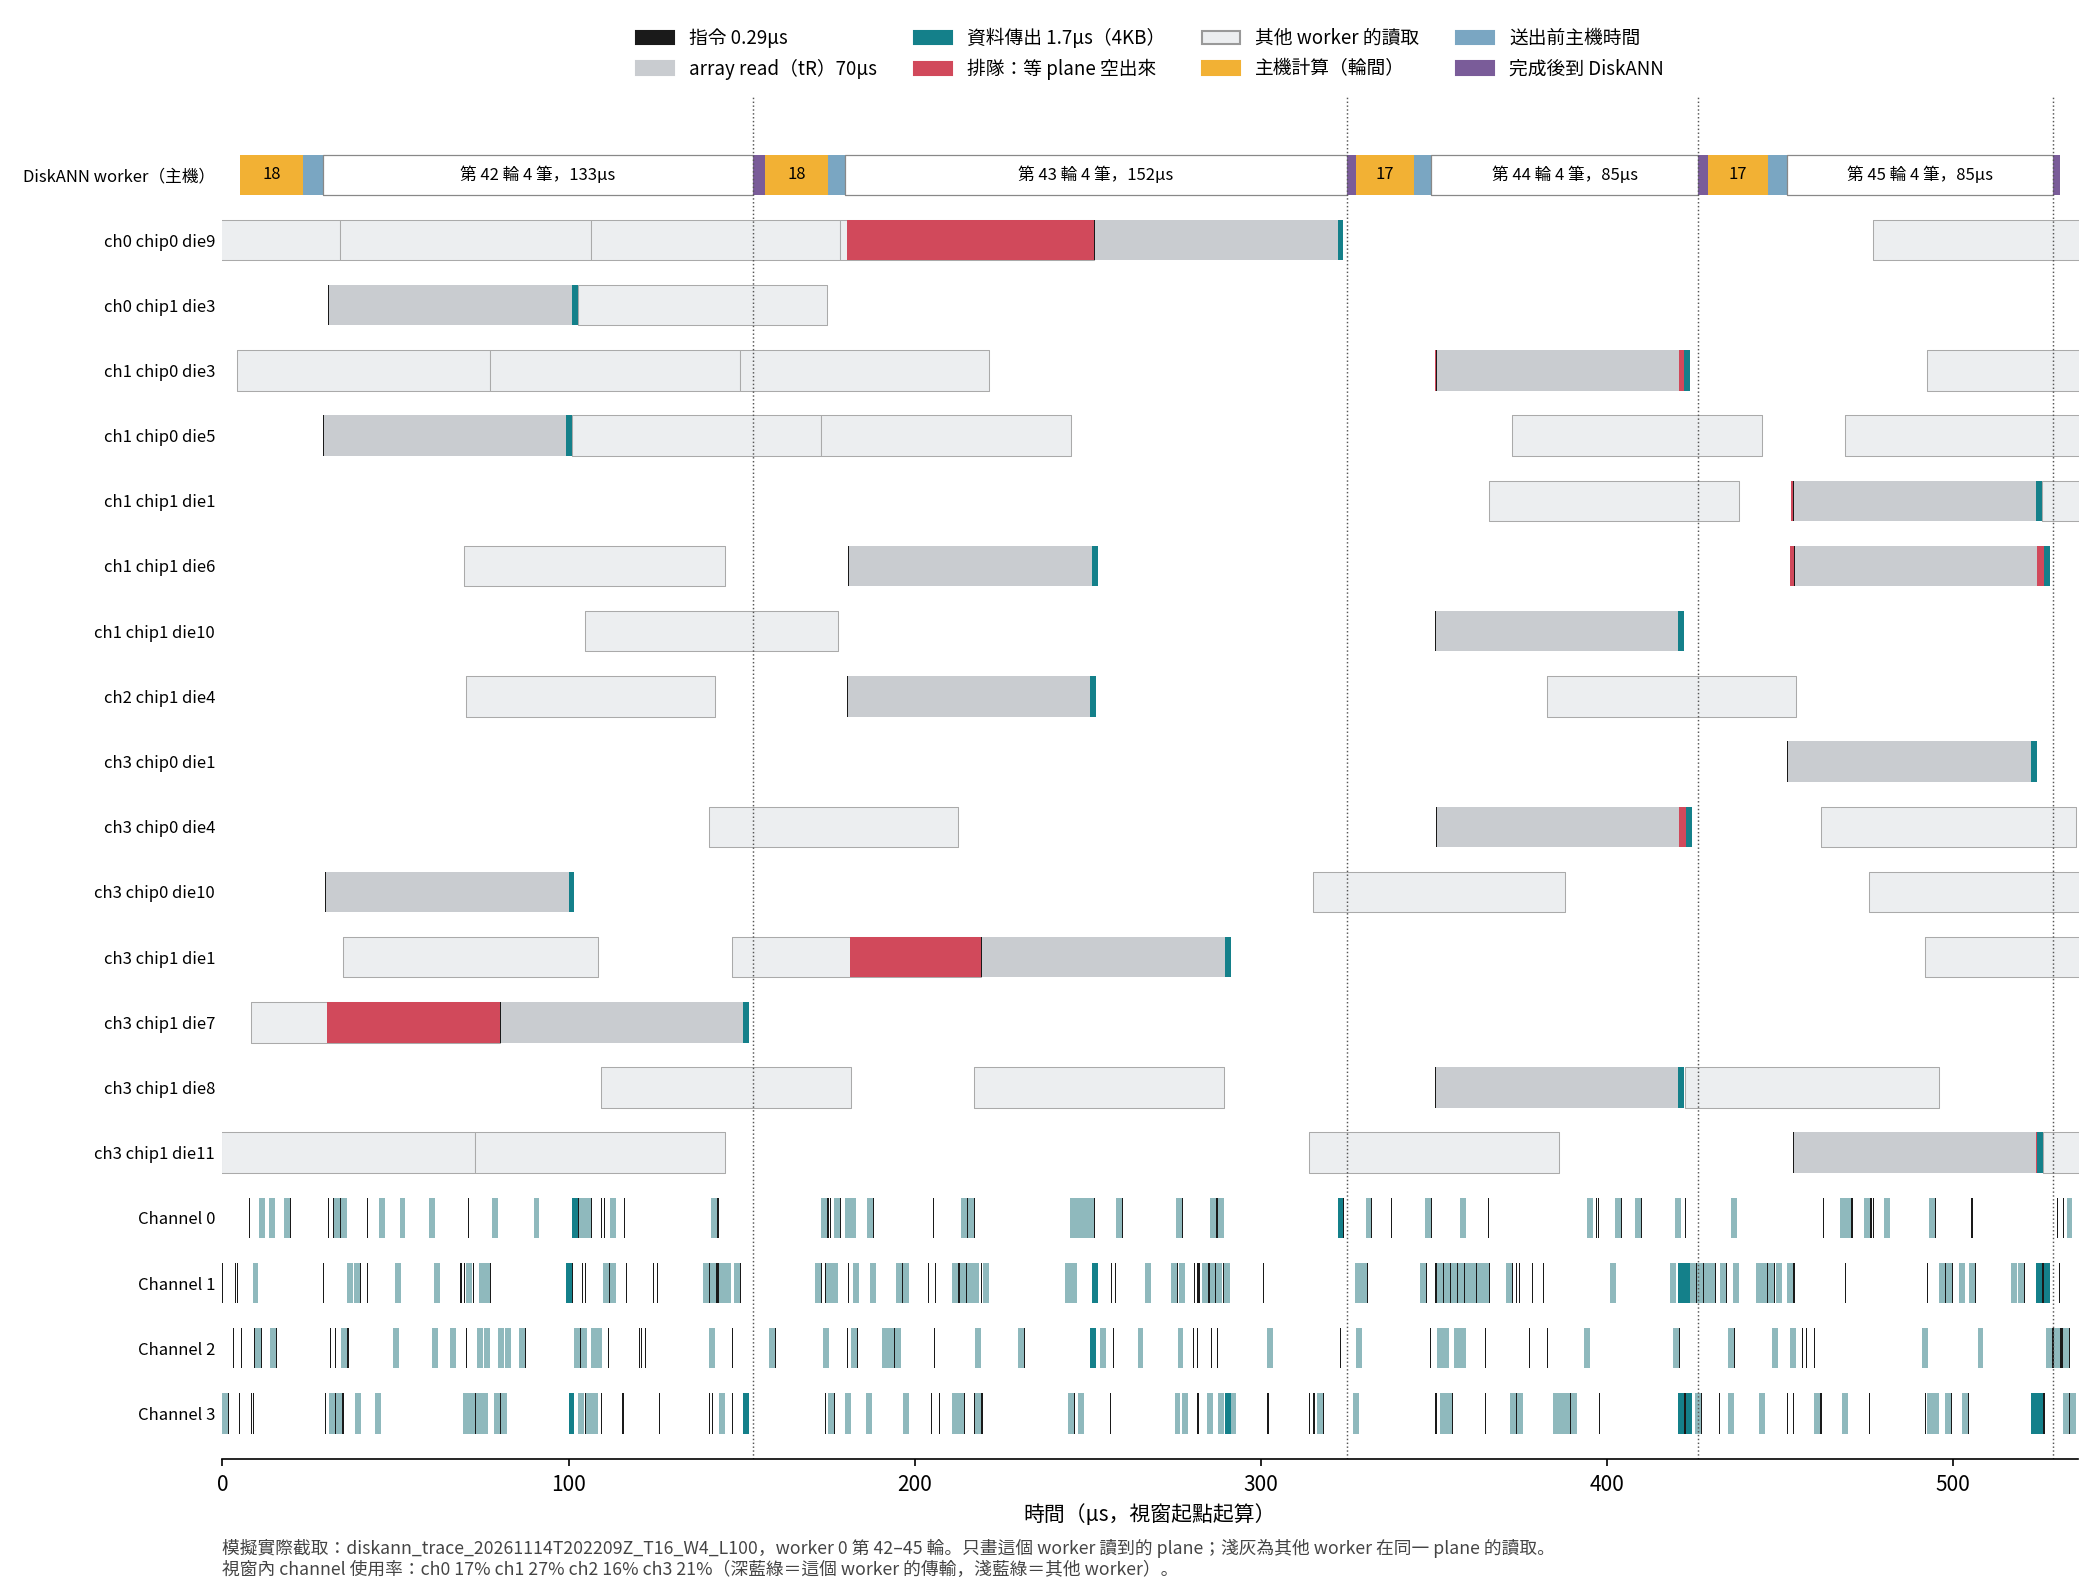 指令 0.29μs
資料傳出 1.7μs（4KB）
其他 worker 的讀取
送出前主機時間
array read（tR）70μs
排隊：等 plane 空出來
主機計算（輪間）
完成後到 DiskANN
DiskANN worker（主機）
18
第 42 輪 4 筆，133μs
18
第 43 輪 4 筆，152μs
17
第 44 輪 4 筆，85μs
17
第 45 輪 4 筆，85μs
ch0 chip0 die9
ch0 chip1 die3
ch1 chip0 die3
ch1 chip0 die5
ch1 chip1 die1
ch1 chip1 die6
ch1 chip1 die10
ch2 chip1 die4
ch3 chip0 die1
ch3 chip0 die4
ch3 chip0 die10
ch3 chip1 die1
ch3 chip1 die7
ch3 chip1 die8
ch3 chip1 die11
Channel 0
Channel 1
Channel 2
Channel 3
0 100 200 300 400 500
時間（μs，視窗起點起算）
模擬實際截取：diskann_trace_20261114T202209Z_T16_W4_L100，worker 0 第 42–45 輪。只畫這個 worker 讀到的 plane；淺灰為其他 worker 在同一 plane 的讀取。
視窗內 channel 使用率：ch0 17% ch1 27% ch2 16% ch3 21%（深藍綠＝這個 worker 的傳輸，淺藍綠＝其他 worker）。